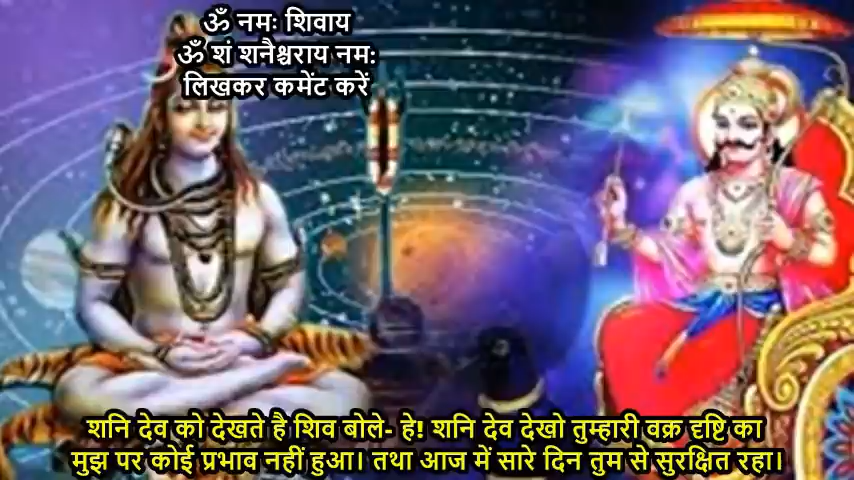 ॐ नमः शिवाय
ॐ शं शनैश्चराय नम:
लिखकर कमेंट करें
शनि देव को देखते है शिव बोले- हे! शनि देव देखो तुम्हारी वक्र दृष्टि का
मुझ पर कोई प्रभाव नहीं हुआ। तथा आज में सारे दिन तुम से सुरक्षित रहा।